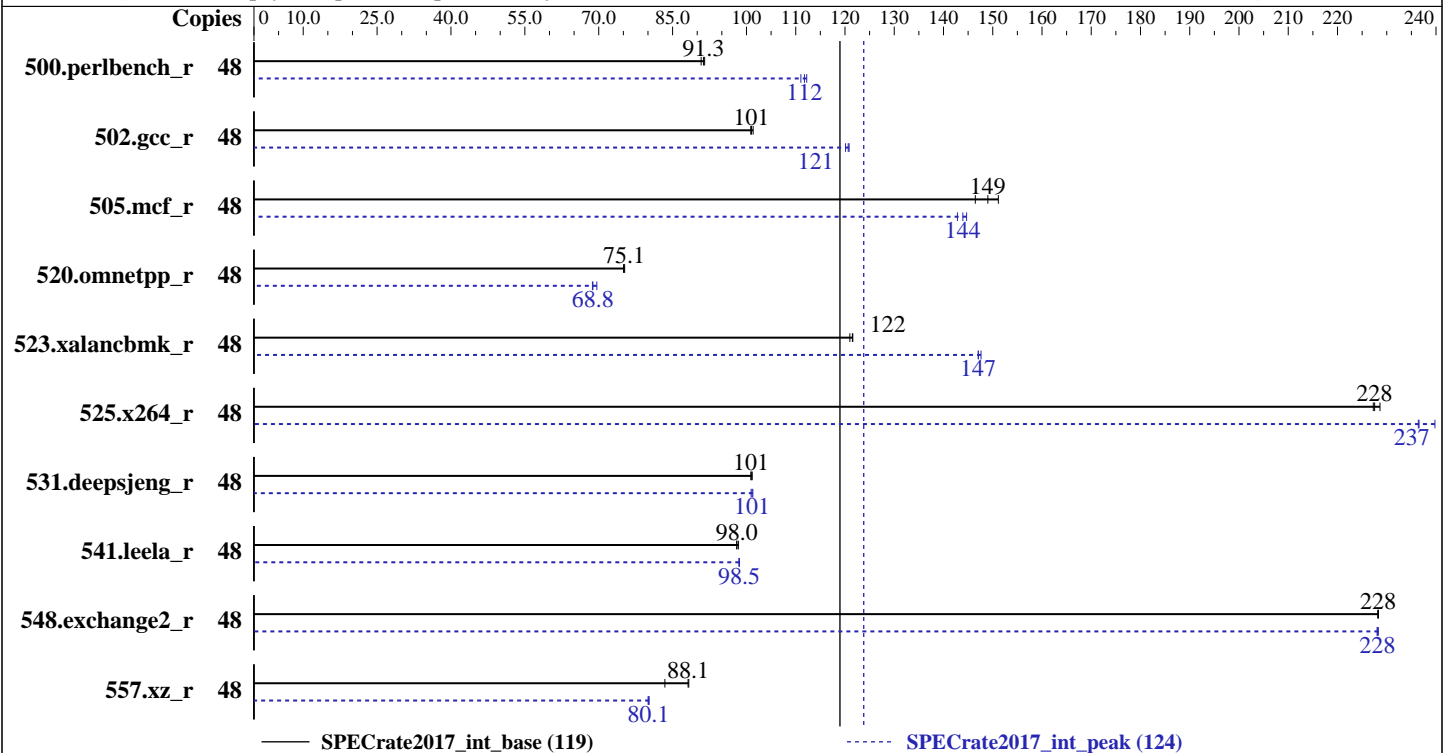 Copies 0 10.0 25.0 40.0 55.0 70.0 85.0 100 110 120 130 140 150 160 170 180 190 200 210 220 220 240
500.perlbench_r 48 91.3
112
502.gcc_r 48 101
121
505.mcf_r 48 149
144
520.omnetpp_r 48 75.1
68.8
523.xalancbmk_r 48 122
147
525.x264_r 48 228
237
531.deepsjeng_r 48 101
101
541.leela_r 48 98.0
98.5
548.exchange2_r 48 228
228
557.xz_r 48 88.1
80.1
SPECrate2017_int_base (119) SPECrate2017_int_peak (124)